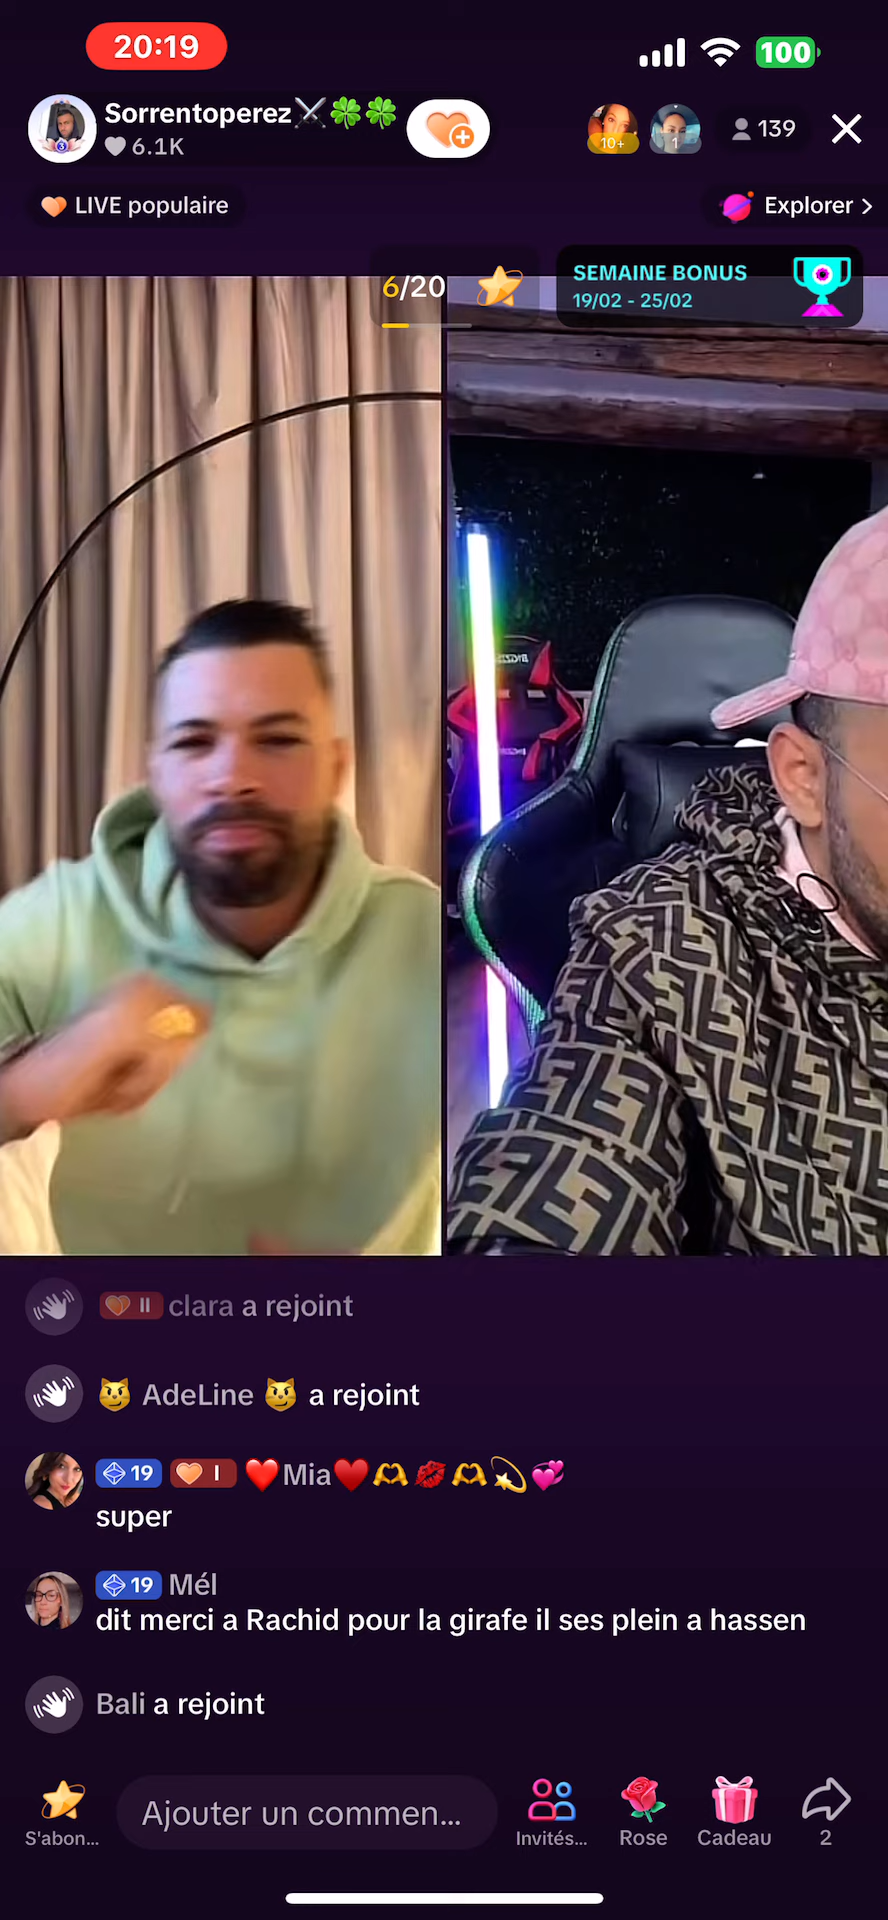 20:19
100
Sorrentoperez⚔️🍀🍀
6.1K
10+
1
139
LIVE populaire
Explorer >
6/20
SEMAINE BONUS
19/02 - 25/02
II clara a rejoint
😼 AdeLine 😼 a rejoint
19 I ❤️Mia❤️🫶💋🫶💫💞
super
19 Mél
dit merci a Rachid pour la girafe il ses plein a hassen
Bali a rejoint
Ajouter un commen...
S'abon...
Invités...
Rose
Cadeau
2